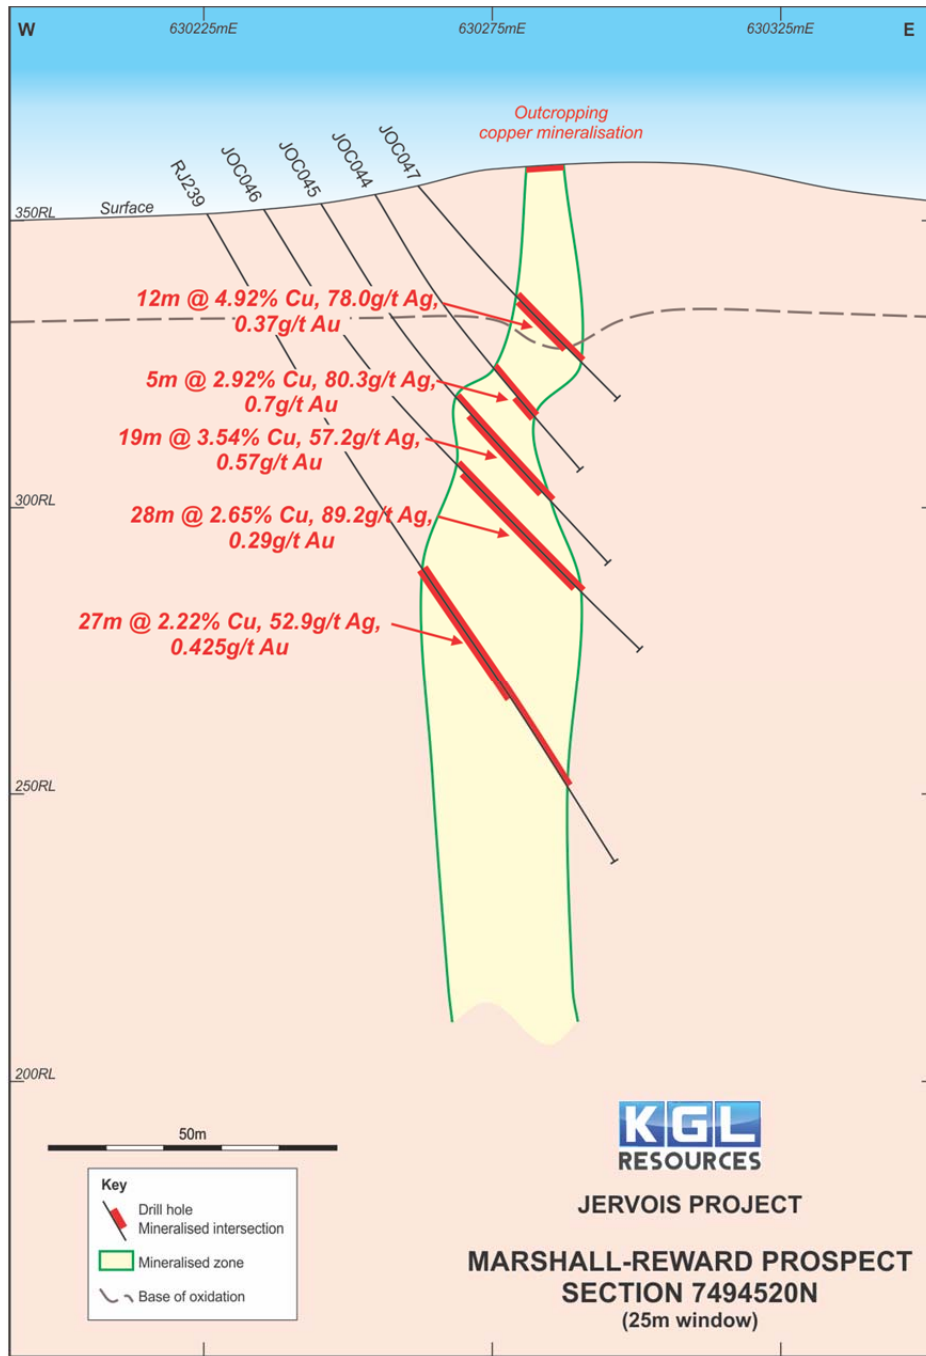 W
630225mE
630275mE
630325mE
E
Outcropping
copper mineralisation
RJ239
JOC046
JOC045
JOC044
JOC047
Surface
350RL
12m @ 4.92% Cu, 78.0g/t Ag,
0.37g/t Au
5m @ 2.92% Cu, 80.3g/t Ag,
0.7g/t Au
19m @ 3.54% Cu, 57.2g/t Ag,
0.57g/t Au
300RL
28m @ 2.65% Cu, 89.2g/t Ag,
0.29g/t Au
27m @ 2.22% Cu, 52.9g/t Ag,
0.425g/t Au
250RL
200RL
50m
Key
Drill hole
Mineralised intersection
Mineralised zone
Base of oxidation
KGL
RESOURCES
JERVOIS PROJECT
MARSHALL-REWARD PROSPECT
SECTION 7494520N
(25m window)